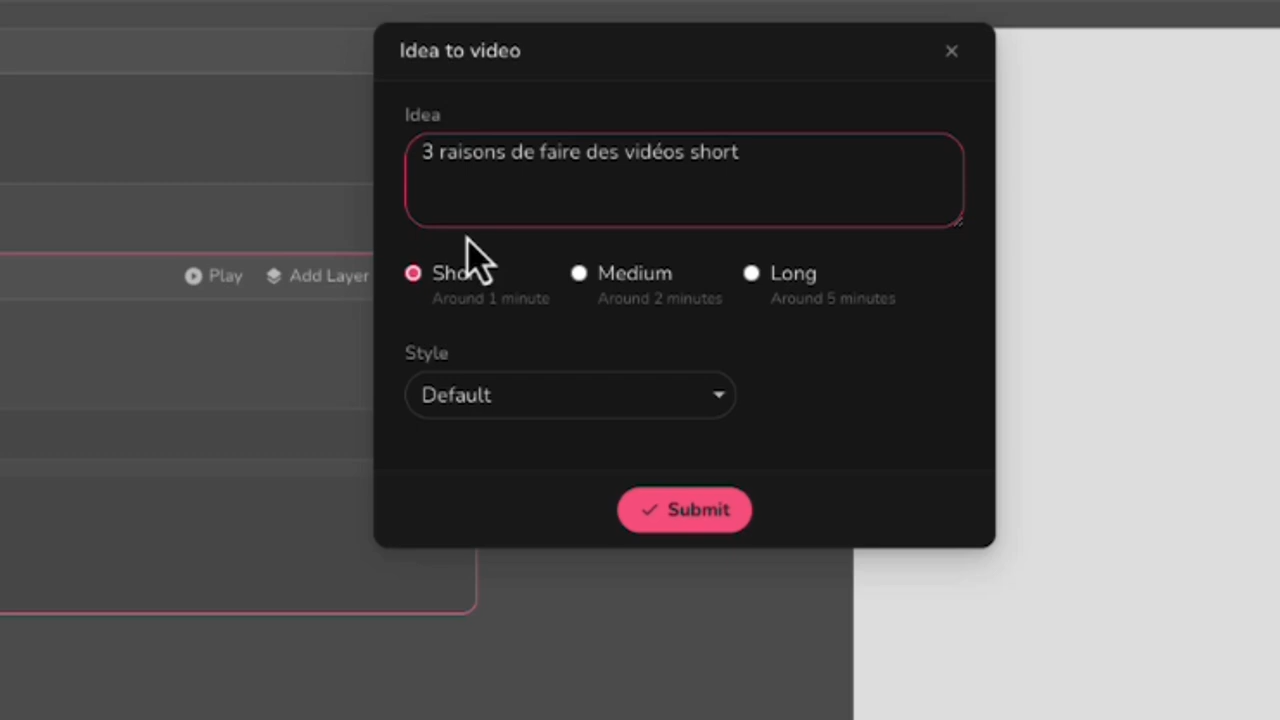 Idea to video
Idea
3 raisons de faire des vidéos short
Short Medium Long
Around 1 minute Around 2 minutes Around 5 minutes
Play Add Layer
Style
Default
Submit